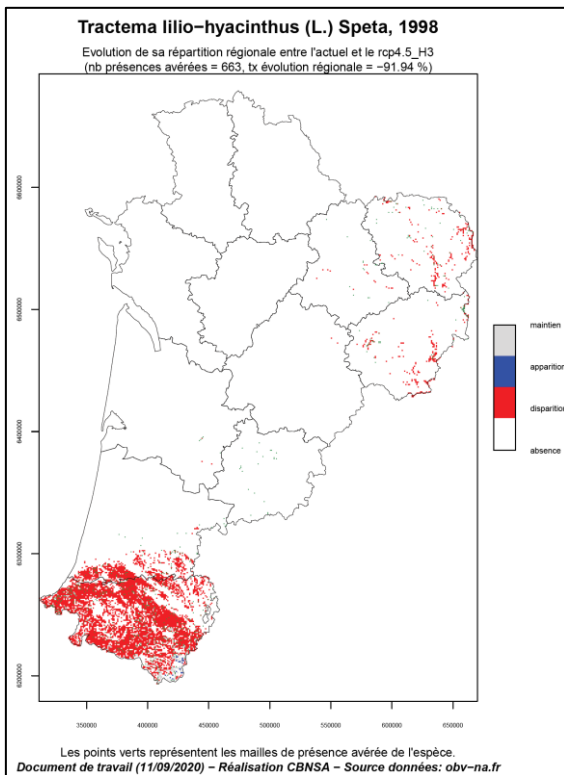 Tractema lilio−hyacinthus (L.) Speta, 1998
Evolution de sa répartition régionale entre l'actuel et le rcp4.5_H3
(nb présences avérées = 663, tx évolution régionale = −91.94 %)
6600000
6500000
6400000
6300000
6200000
350000 400000 450000 500000 550000 600000 650000
maintien
apparition
disparition
absence
Les points verts représentent les mailles de présence avérée de l'espèce.
Document de travail (11/09/2020) − Réalisation CBNSA − Source données: obv−na.fr